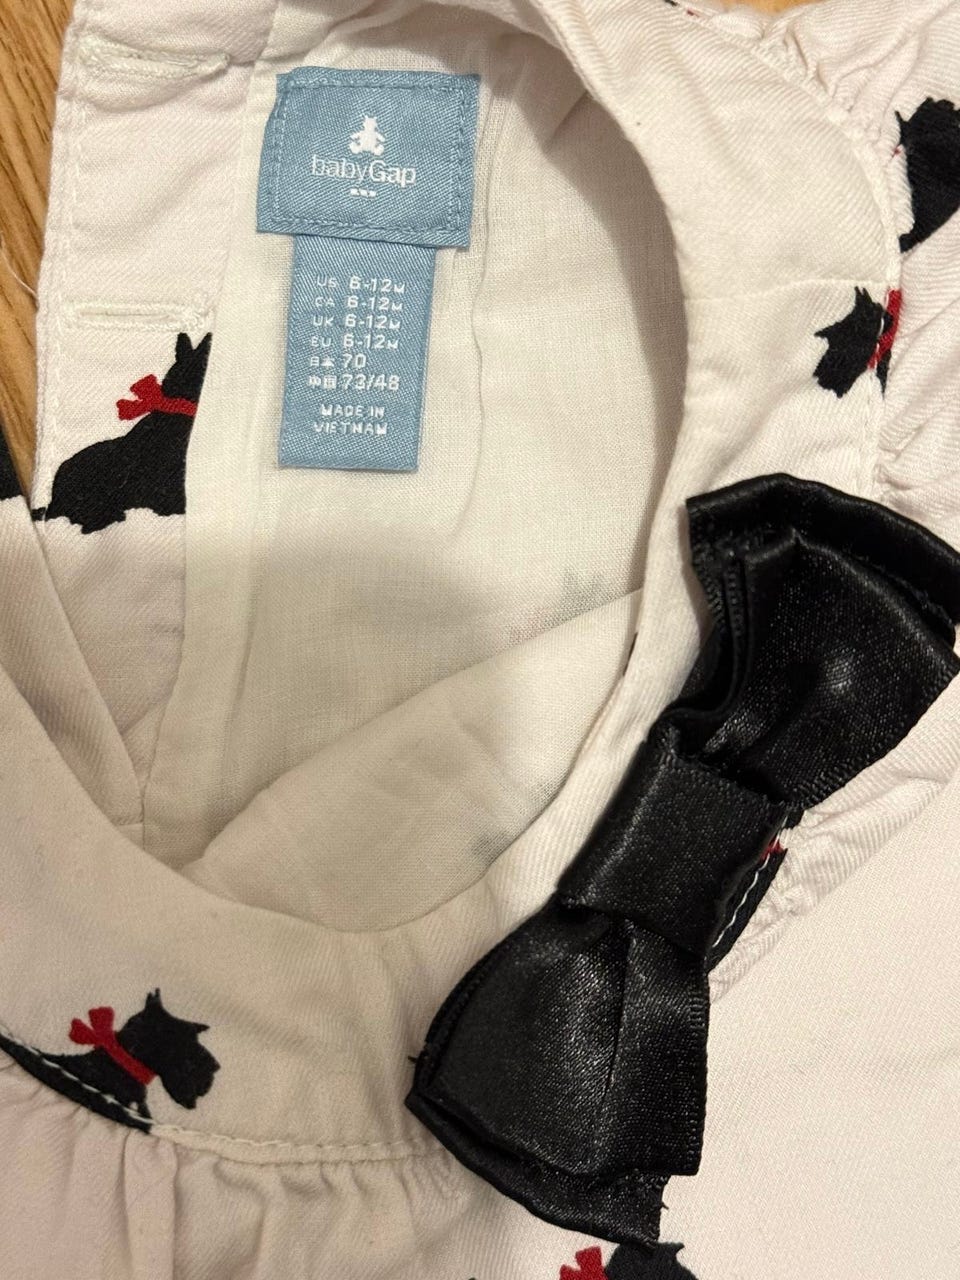 babyGap
US 6-12M
CA 6-12M
UK 6-12M
EU 6-12M
日本 70
中国 73/48
MADE IN
VIETNAM